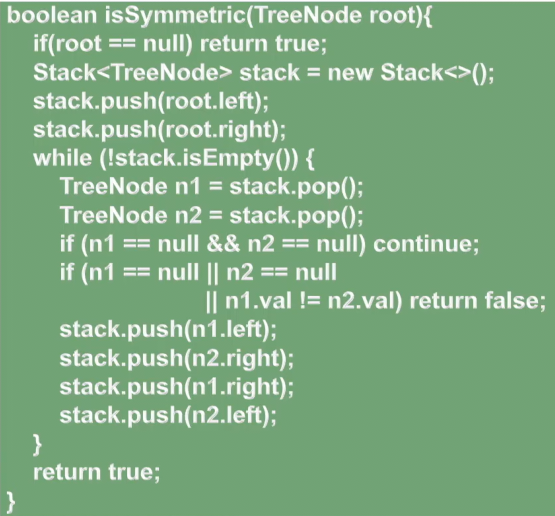 boolean isSymmetric(TreeNode root){
if(root == null) return true;
Stack<TreeNode> stack = new Stack<>();
stack.push(root.left);
stack.push(root.right);
while (!stack.isEmpty()) {
TreeNode n1 = stack.pop();
TreeNode n2 = stack.pop();
if (n1 == null && n2 == null) continue;
if (n1 == null || n2 == null
|| n1.val != n2.val) return false;
stack.push(n1.left);
stack.push(n2.right);
stack.push(n1.right);
stack.push(n2.left);
}
return true;
}